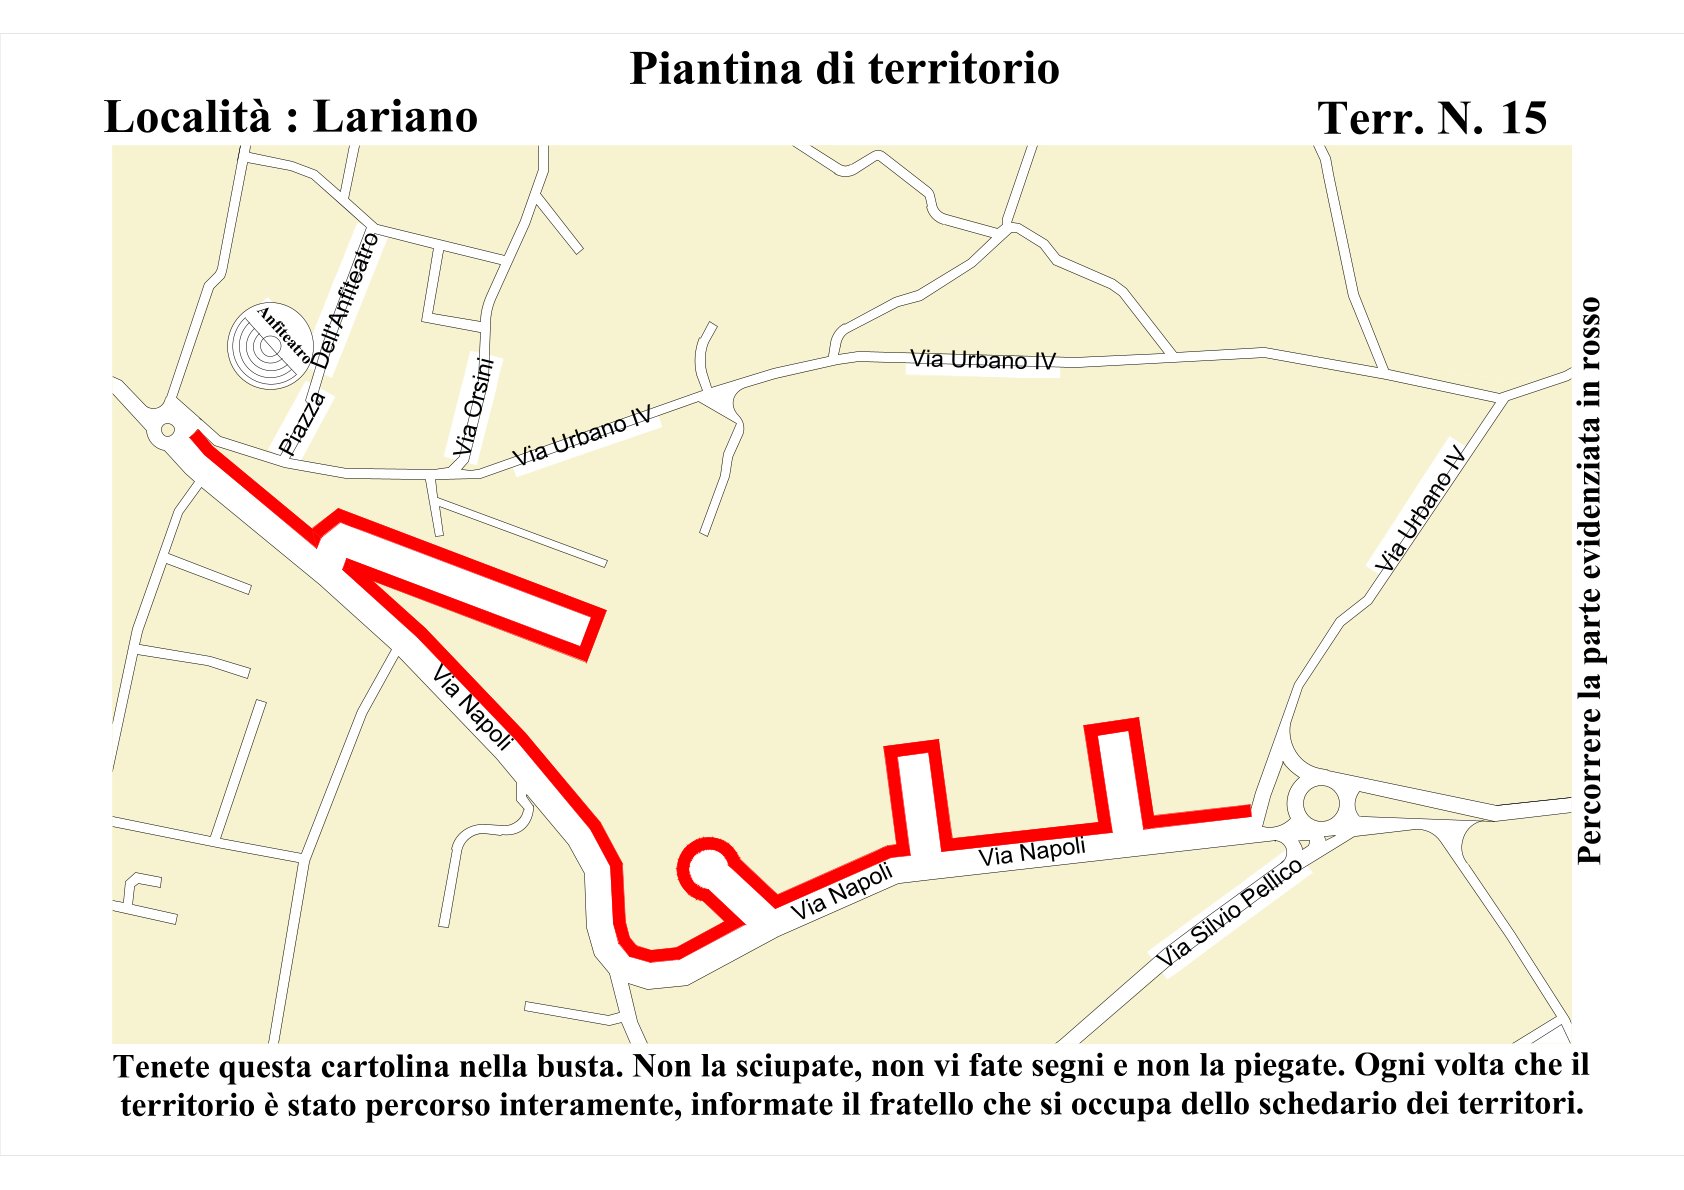 Piantina di territorio
Località : Lariano
Terr. N. 15
Anfiteatro
Piazza Dell'Anfiteatro
Via Orsini
Via Urbano IV
Via Urbano IV
Via Urbano IV
Via Napoli
Via Napoli
Via Napoli
Via Silvio Pellico
Percorrere la parte evidenziata in rosso
Tenete questa cartolina nella busta. Non la sciupate, non vi fate segni e non la piegate. Ogni volta che il
territorio è stato percorso interamente, informate il fratello che si occupa dello schedario dei territori.